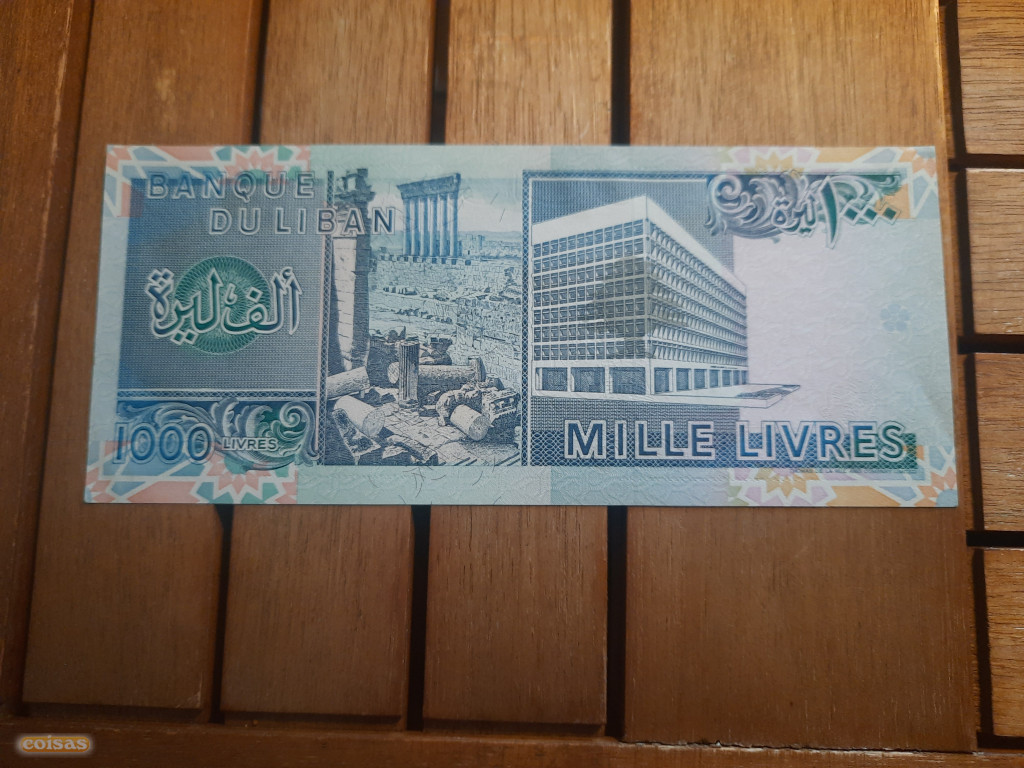 BANQUE
DU LIBAN
١٠٠٠ ليرة
ألف ليرة
1000 LIVRES
MILLE LIVRES
coisas